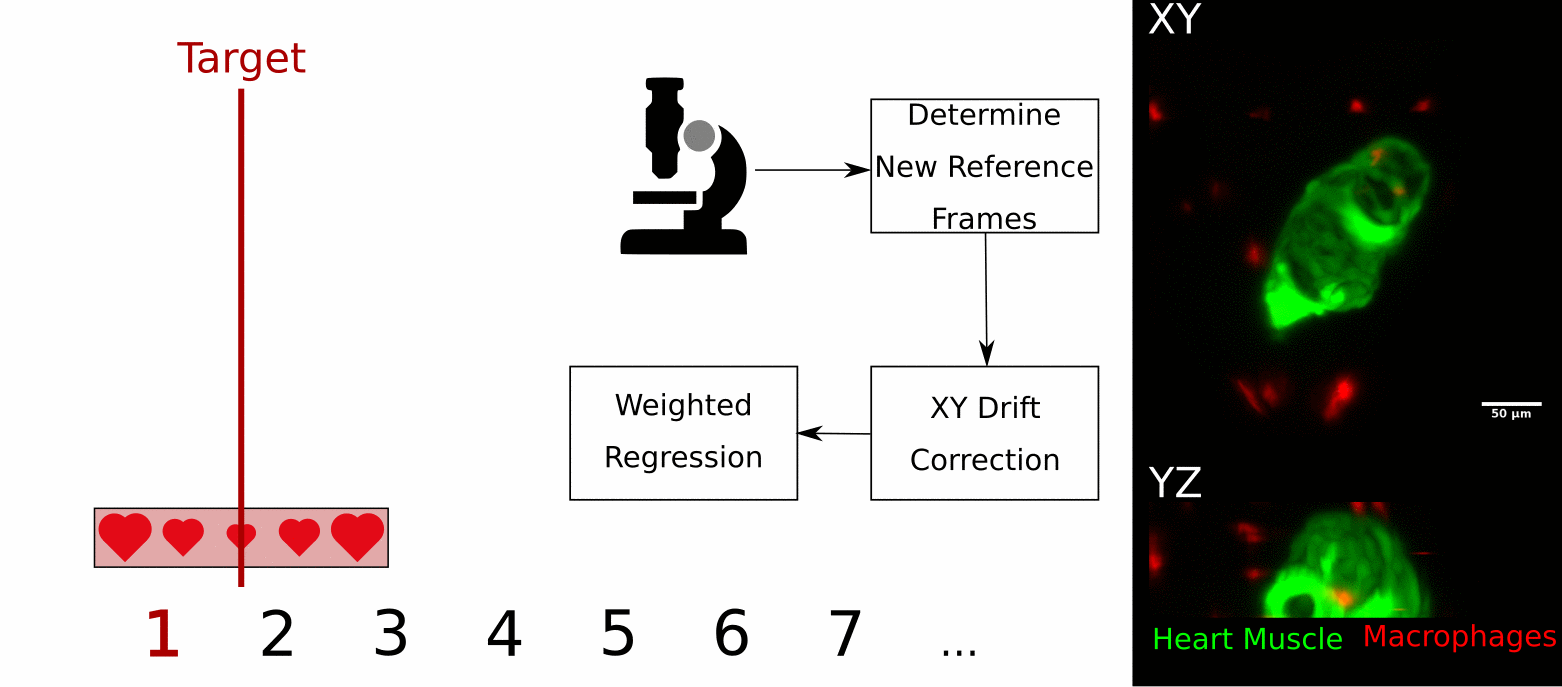 Target
Determine
New Reference
Frames
Weighted
Regression
XY Drift
Correction
1 2 3 4 5 6 7 ...
XY
50 µm
YZ
Heart Muscle Macrophages